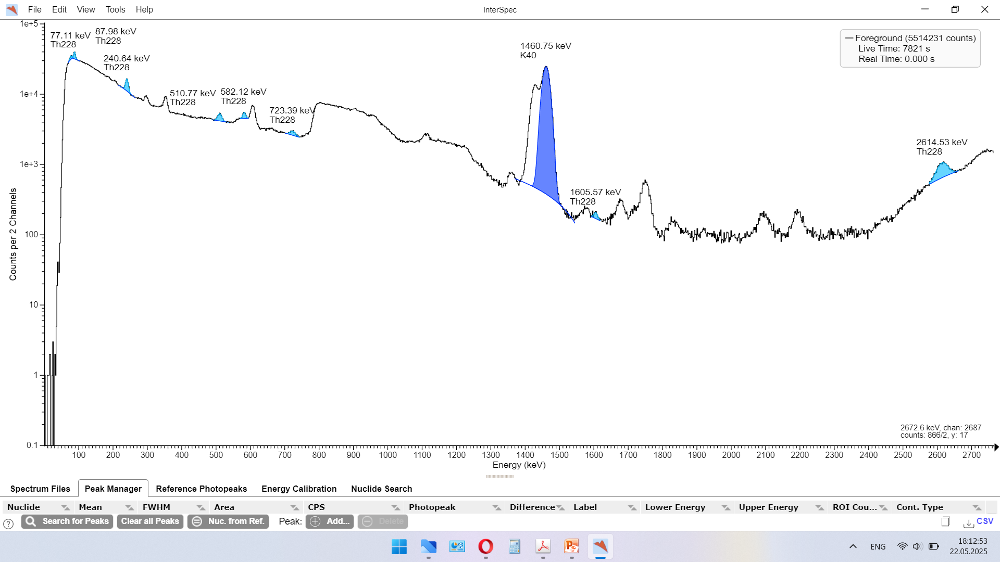 File Edit View Tools Help
InterSpec
1e+5
1e+4
1e+3
100
10
1
0.1
Counts per 2 Channels
77.11 keV
Th228
87.98 keV
Th228
240.64 keV
Th228
510.77 keV
Th228
582.12 keV
Th228
723.39 keV
Th228
1460.75 keV
K40
1605.57 keV
Th228
2614.53 keV
Th228
Foreground (5514231 counts)
Live Time: 7821 s
Real Time: 0.000 s
2672.6 keV, chan: 2687
counts: 866/2, y: 17
100 200 300 400 500 600 700 800 900 1000 1100 1200 1300 1400 1500 1600 1700 1800 1900 2000 2100 2200 2300 2400 2500 2600 2700
Energy (keV)
Spectrum Files Peak Manager Reference Photopeaks Energy Calibration Nuclide Search
Nuclide Mean FWHM Area CPS Photopeak Difference Label Lower Energy Upper Energy ROI Cou... Cont. Type
? Search for Peaks Clear all Peaks Nuc. from Ref. Peak: Add... Delete CSV
ENG
18:12:53
22.05.2025